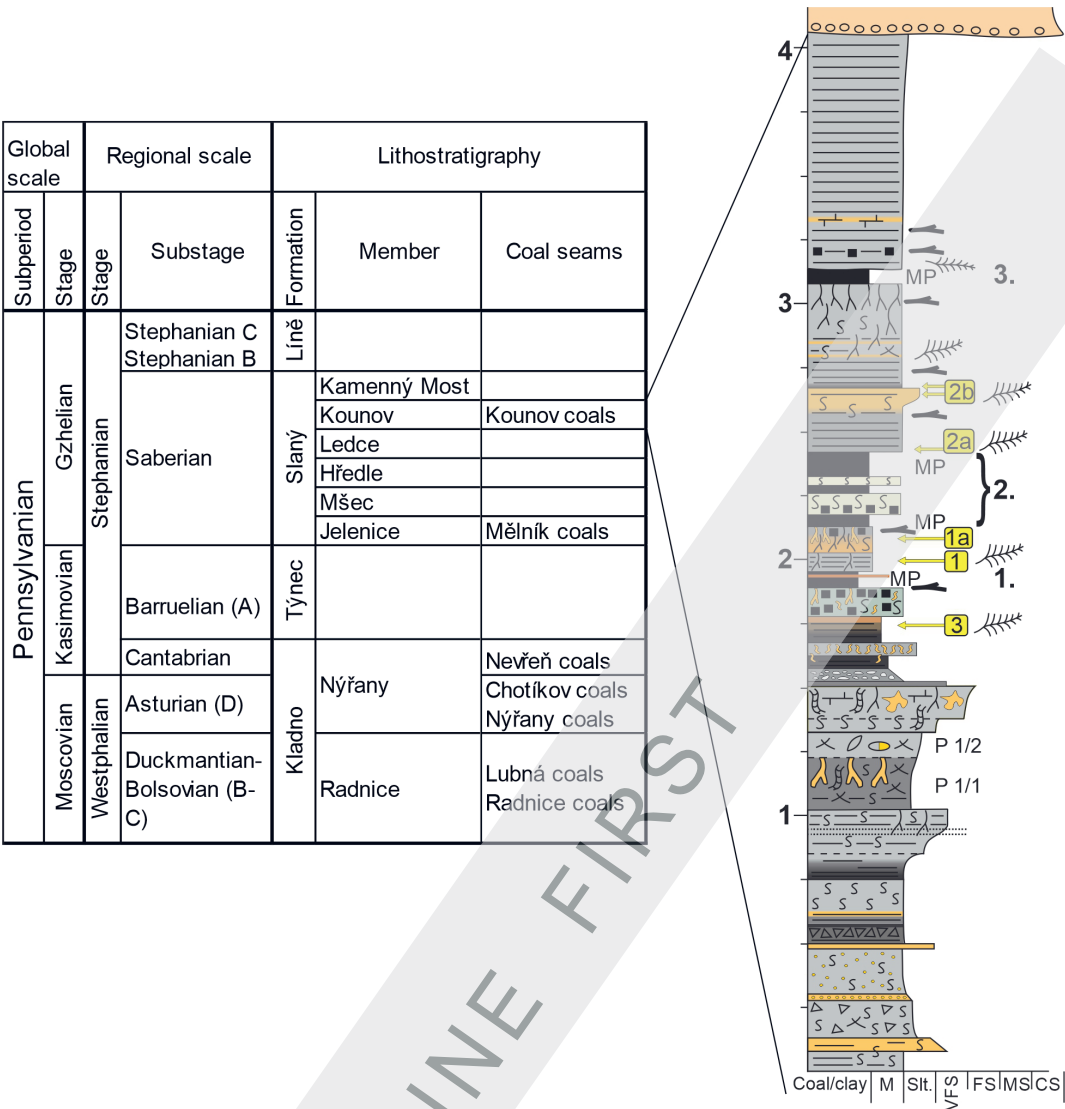 Global
scale
Regional scale
Lithostratigraphy
Subperiod
Stage
Stage
Substage
Formation
Member
Coal seams
Pennsylvanian
Gzhelian
Kasimovian
Moscovian
Stephanian
Westphalian
Stephanian C
Stephanian B
Saberian
Barruelian (A)
Cantabrian
Asturian (D)
Duckmantian-
Bolsovian (B-
C)
Líně
Slaný
Týnec
Kladno
Kamenný Most
Kounov
Kounov coals
Ledce
Hředle
Mšec
Jelenice
Mělník coals
Nýřany
Nevřeň coals
Chotíkov coals
Nýřany coals
Radnice
Lubná coals
Radnice coals
4
MP
3.
3
2b
2a
MP
2.
MP
1a
2
1
1.
MP
3
P 1/2
P 1/1
1
Coal/clay M Slt. VFS FS MS CS
INE FIRST